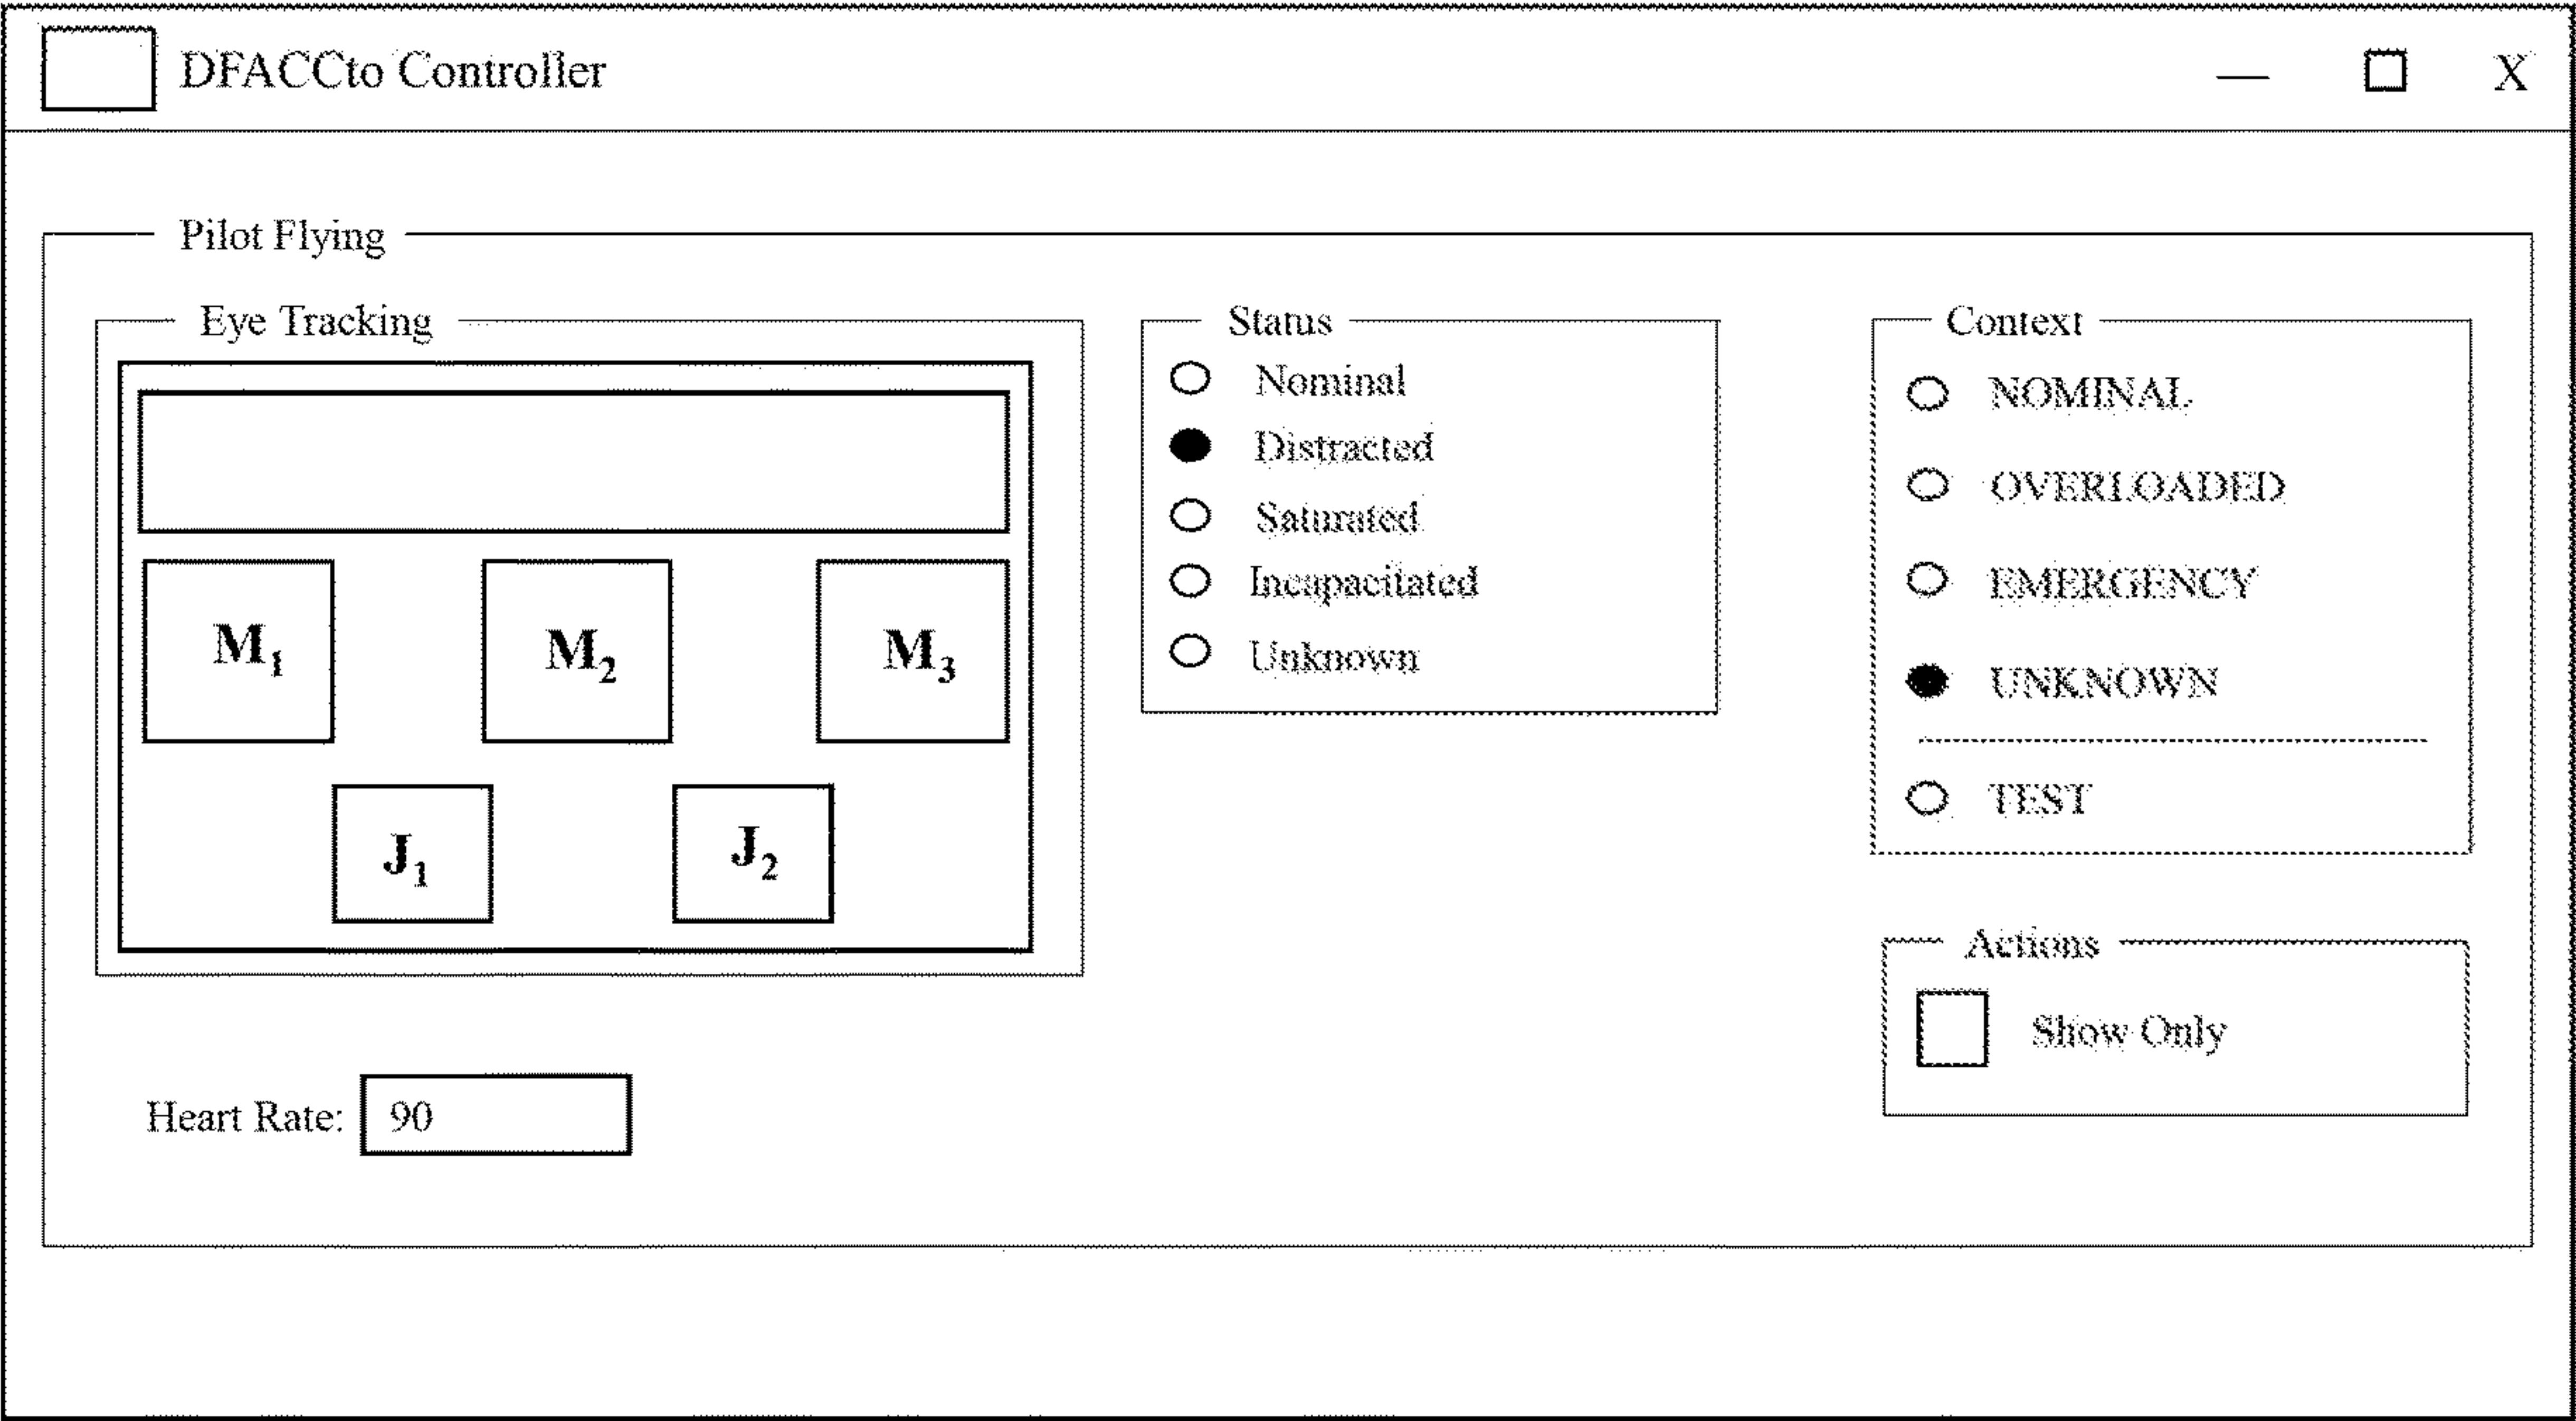 DFACCto Controller
X
Pilot Flying
Eye Tracking
M1
M2
M3
J1
J2
Heart Rate: 90
Status
Nominal
Distracted
Saturated
Incapacitated
Unknown
Context
NOMINAL
OVERLOADED
EMERGENCY
UNKNOWN
TEST
Actions
Show Only